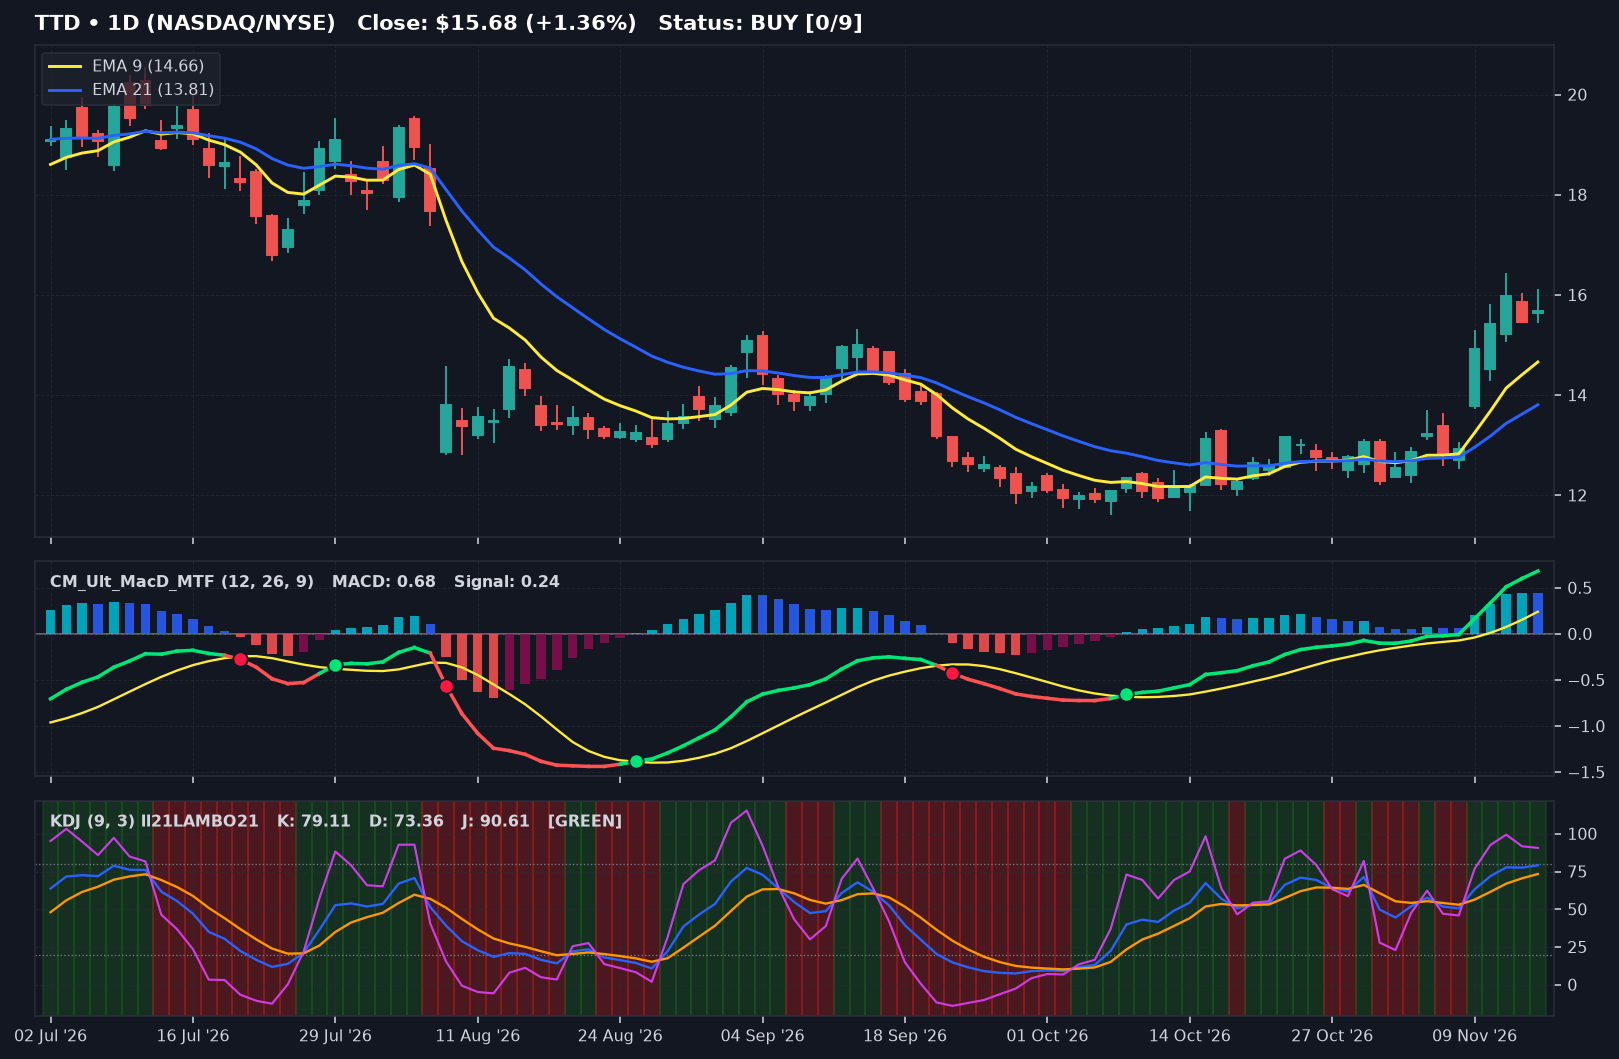 TTD • 1D (NASDAQ/NYSE)   Close: $15.68 (+1.36%)   Status: BUY [0/9]
EMA 9 (14.66)
EMA 21 (13.81)
20
18
16
14
12
CM_Ult_MacD_MTF (12, 26, 9)   MACD: 0.68   Signal: 0.24
0.5
0.0
−0.5
−1.0
−1.5
KDJ (9, 3) ll21LAMBO21   K: 79.11   D: 73.36   J: 90.61   [GREEN]
100
75
50
25
0
02 Jul '26
16 Jul '26
29 Jul '26
11 Aug '26
24 Aug '26
04 Sep '26
18 Sep '26
01 Oct '26
14 Oct '26
27 Oct '26
09 Nov '26